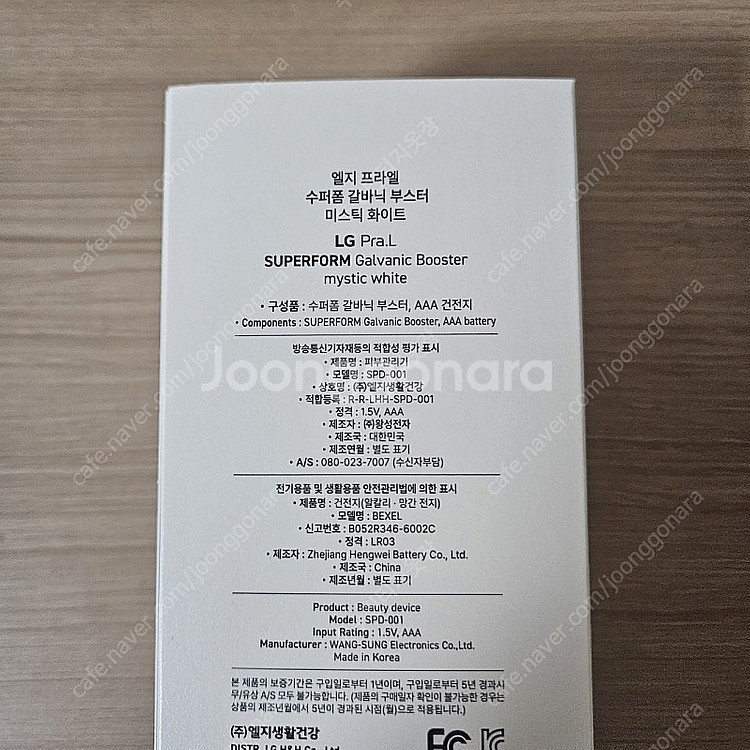 엘지 프라엘
수퍼폼 갈바닉 부스터
미스틱 화이트
LG Pra.L
SUPERFORM Galvanic Booster
mystic white
• 구성품 : 수퍼폼 갈바닉 부스터, AAA 건전지
• Components : SUPERFORM Galvanic Booster, AAA battery
방송통신기자재등의 적합성 평가 표시
• 제품명 : 피부관리기
• 모델명 : SPD-001
Joonggonara
• 상호명 : (주)엘지생활건강
• 적합등록 : R-R-LHH-SPD-001
• 정격 : 1.5V, AAA
• 제조자 : (주)왕성전자
• 제조국 : 대한민국
• 제조연월 : 별도 표기
• A/S : 080-023-7007 (수신자부담)
전기용품 및 생활용품 안전관리법에 의한 표시
• 제품명 : 건전지(알칼리 · 망간 전지)
• 모델명 : BEXEL
• 신고번호 : B052R346-6002C
• 정격 : LR03
• 제조자 : Zhejiang Hengwei Battery Co., Ltd.
• 제조국 : China
• 제조년월 : 별도 표기
Product : Beauty device
Model : SPD-001
Input Rating : 1.5V, AAA
Manufacturer : WANG-SUNG Electronics Co.,Ltd.
Made in Korea
본 제품의 보증기간은 구입일로부터 1년이며, 구입일로부터 5년 경과시
무/유상 A/S 모두 불가능합니다. (제품의 구매일자 확인이 불가능한 경우는
상품의 제조년월에서 5년이 경과된 시점(월)으로 적용됩니다.)
(주)엘지생활건강
DISTR. LG H&H Co., Ltd.
FC
cafe.naver.com/joonggonara